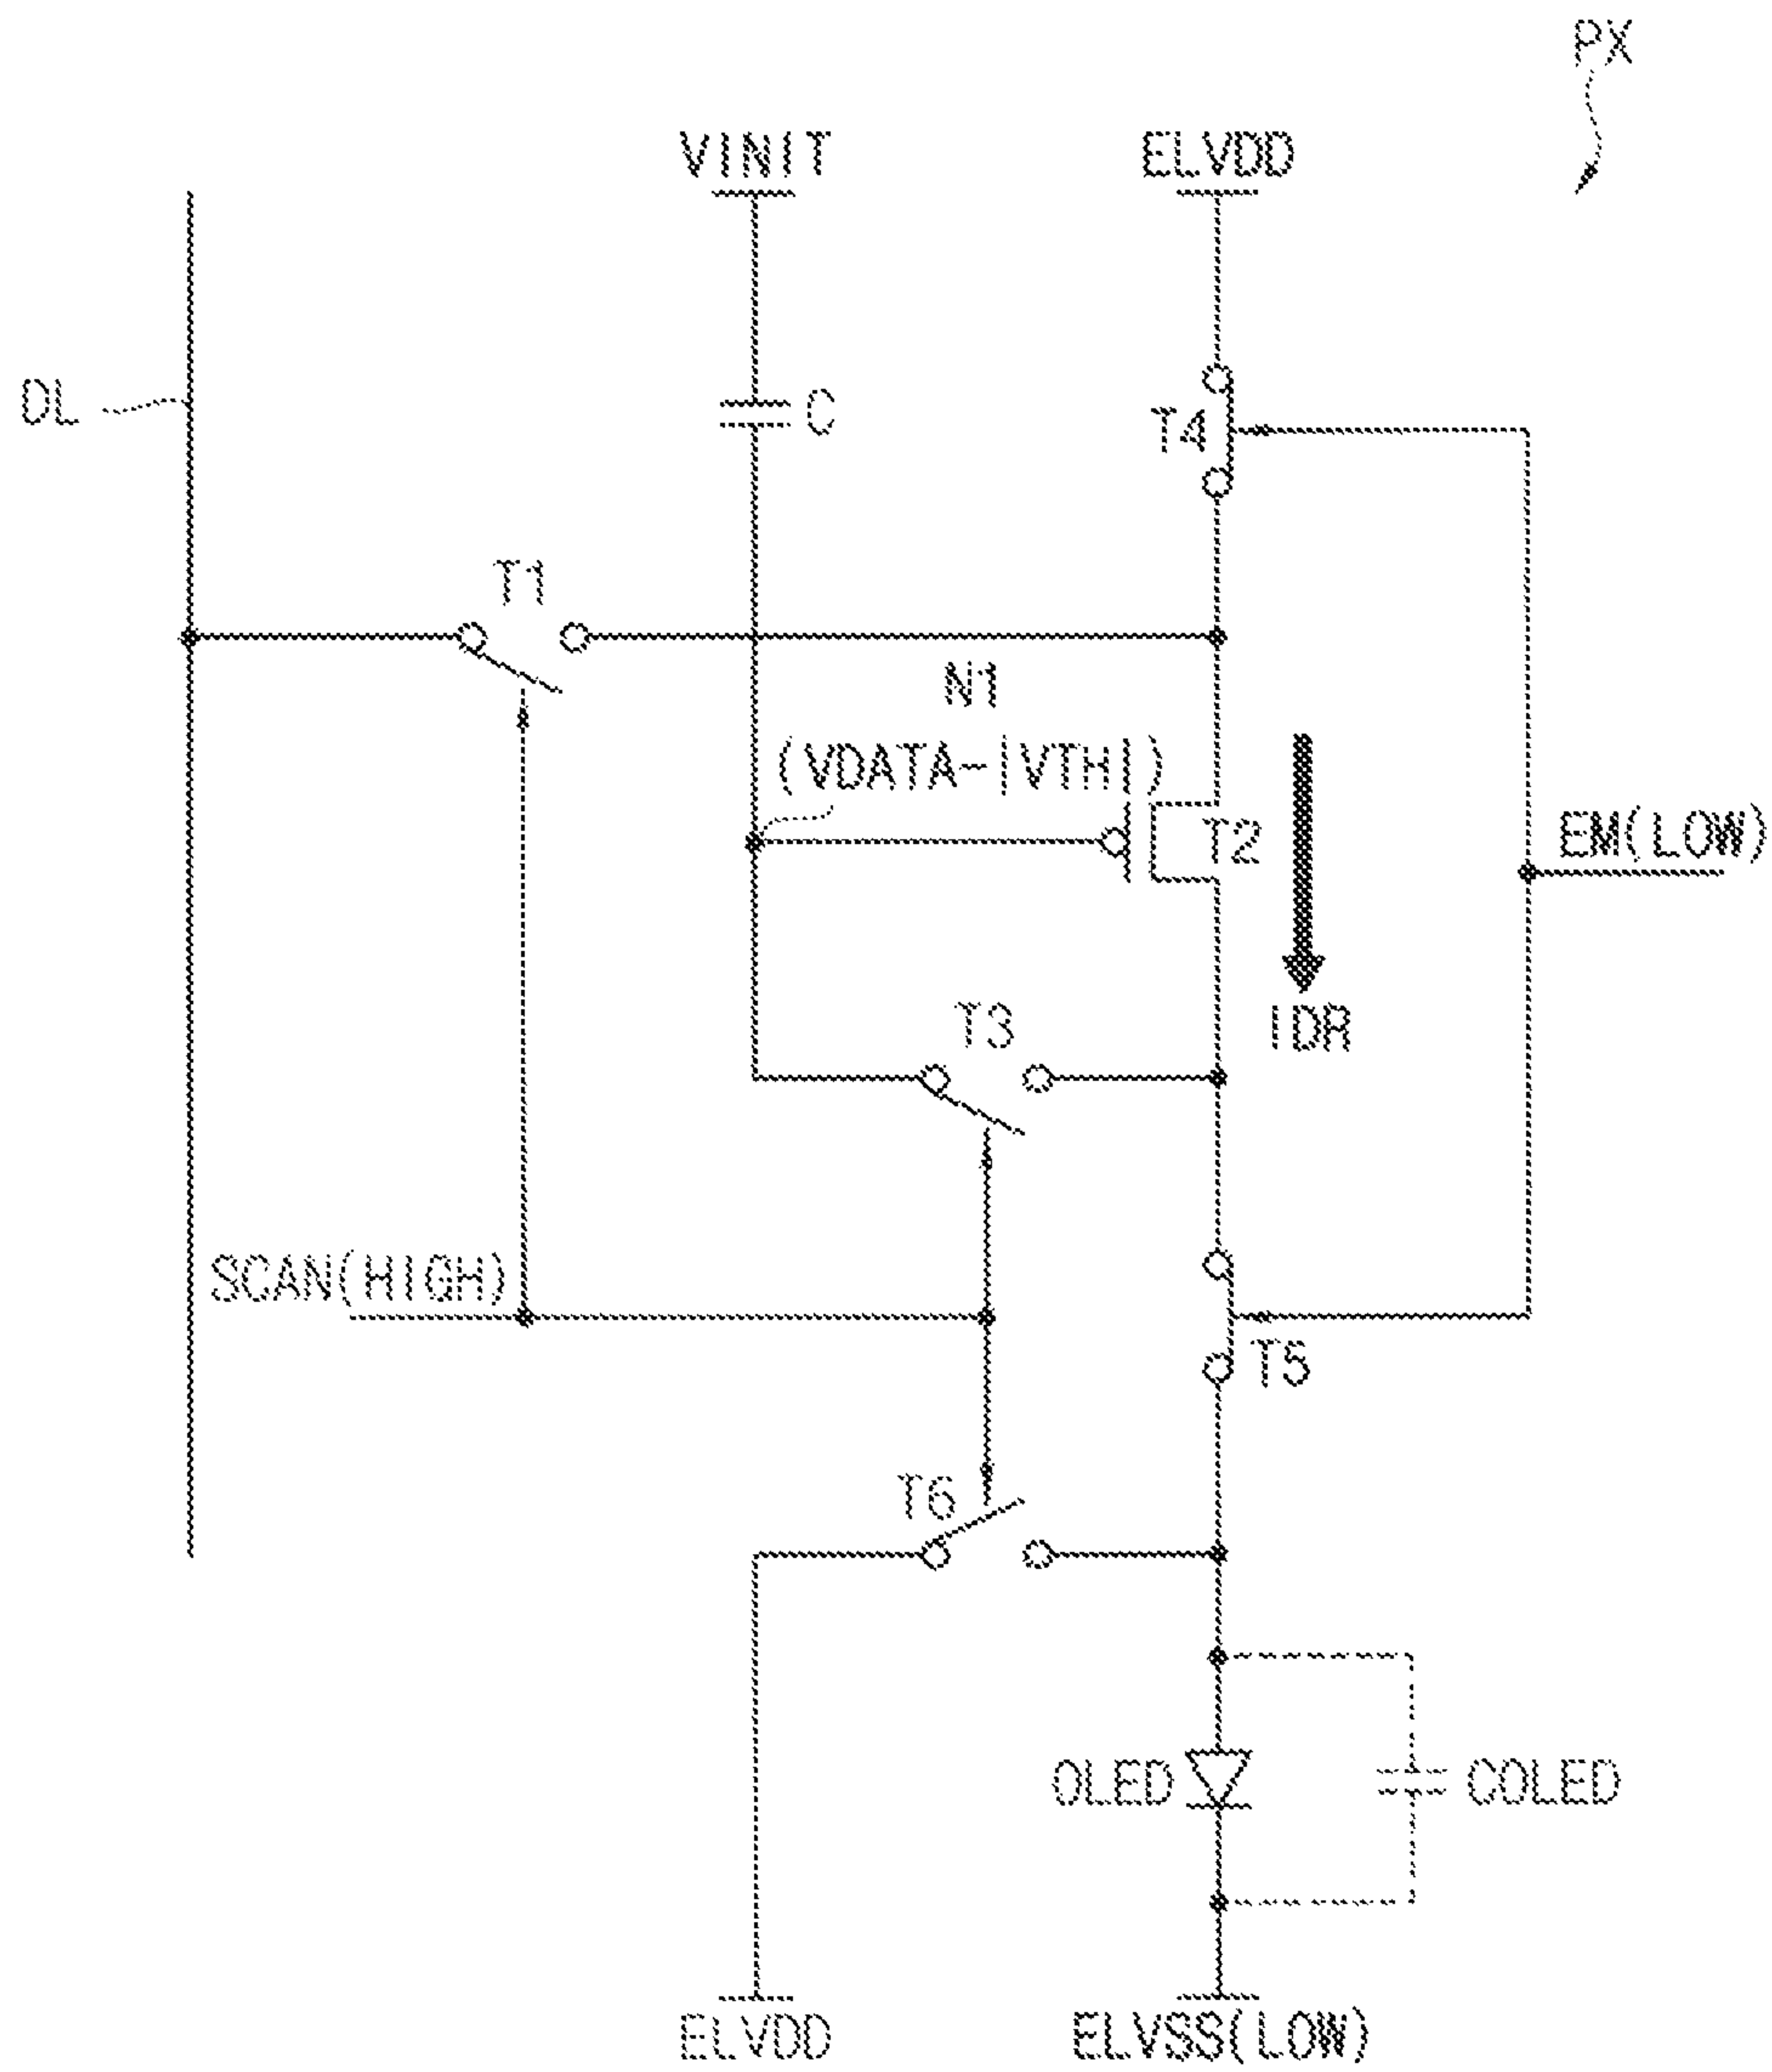 PX
VINIT
ELVDD
DL
C
T4
T1
N1
(VDATA-|VTH|)
T2
EM(LOW)
T3
IDR
SCAN(HIGH)
T5
T6
OLED
COLED
ELVDD
ELVSS(LOW)